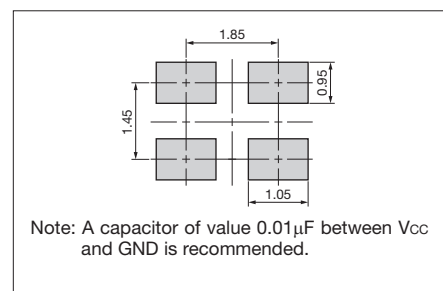 1.85
0.95
1.45
1.05
Note: A capacitor of value 0.01μF between Vcc
and GND is recommended.